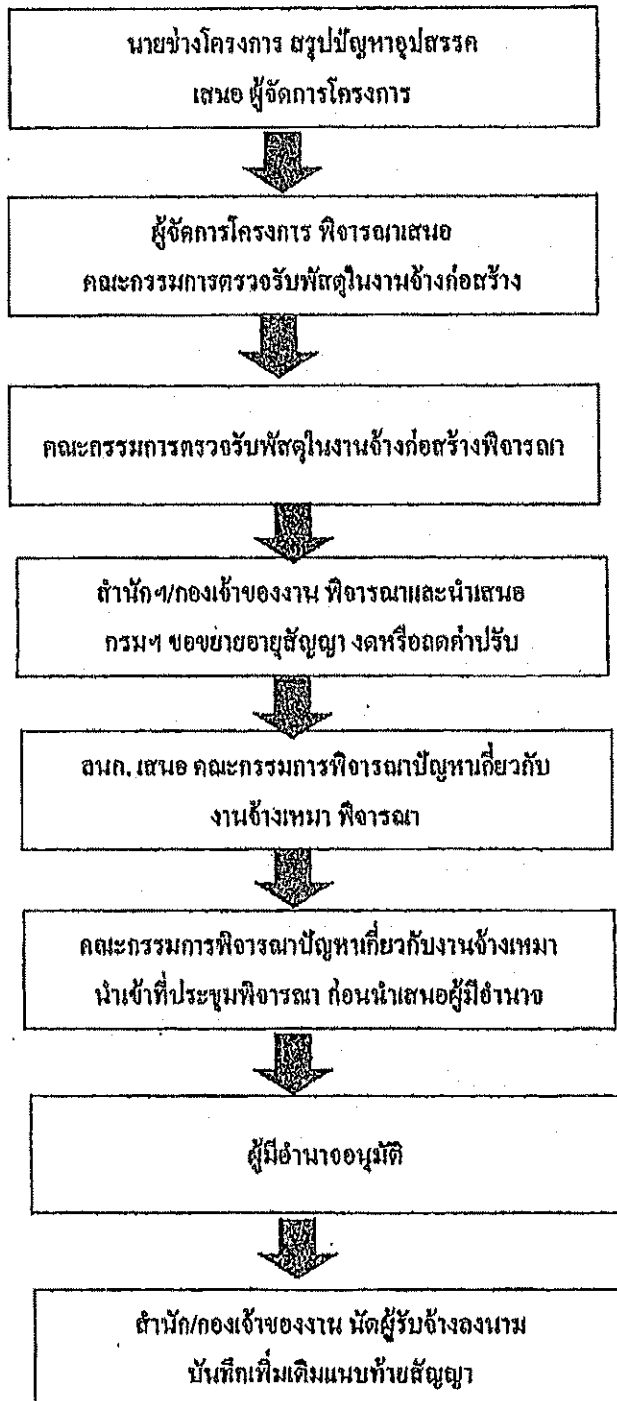 นายช่างโครงการ สรุปปัญหาอุปสรรค
เสนอ ผู้จัดการโครงการ
ผู้จัดการโครงการ พิจารณาเสนอ
คณะกรรมการตรวจรับพัสดุในงานจ้างก่อสร้าง
คณะกรรมการตรวจรับพัสดุในงานจ้างก่อสร้างพิจารณา
สำนักฯ/กองเจ้าของงาน พิจารณาและนำเสนอ
กรมฯ ขอขยายอายุสัญญา งดหรือลดค่าปรับ
ลนก. เสนอ คณะกรรมการพิจารณาปัญหาเกี่ยวกับ
งานจ้างเหมา พิจารณา
คณะกรรมการพิจารณาปัญหาเกี่ยวกับงานจ้างเหมา
นำเข้าที่ประชุมพิจารณา ก่อนนำเสนอผู้มีอำนาจ
ผู้มีอำนาจอนุมัติ
สำนัก/กองเจ้าของงาน นัดผู้รับจ้างลงนาม
บันทึกเพิ่มเติมแนบท้ายสัญญา